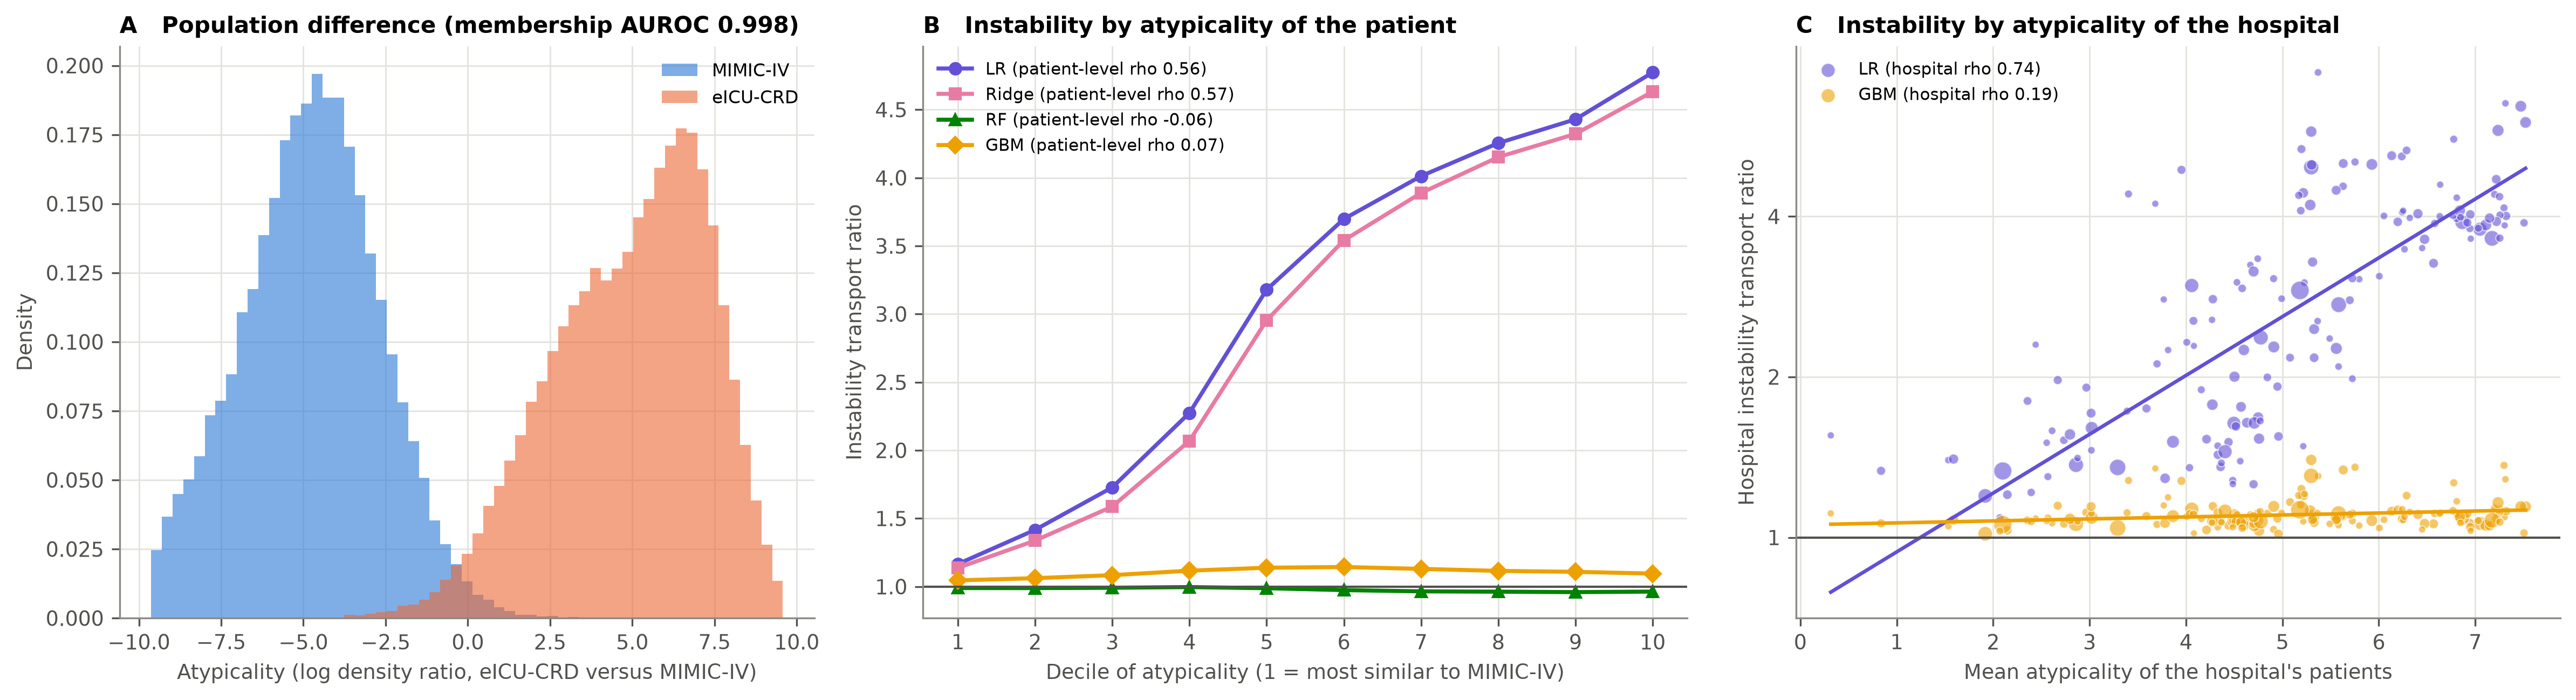 A Population difference (membership AUROC 0.998)
MIMIC-IV
eICU-CRD
0.200
0.175
0.150
0.125
0.100
0.075
0.050
0.025
0.000
Density
−10.0 −7.5 −5.0 −2.5 0.0 2.5 5.0 7.5 10.0
Atypicality (log density ratio, eICU-CRD versus MIMIC-IV)
B Instability by atypicality of the patient
LR (patient-level rho 0.56)
Ridge (patient-level rho 0.57)
RF (patient-level rho -0.06)
GBM (patient-level rho 0.07)
4.5
4.0
3.5
3.0
2.5
2.0
1.5
1.0
Instability transport ratio
1 2 3 4 5 6 7 8 9 10
Decile of atypicality (1 = most similar to MIMIC-IV)
C Instability by atypicality of the hospital
LR (hospital rho 0.74)
GBM (hospital rho 0.19)
4
2
1
Hospital instability transport ratio
0 1 2 3 4 5 6 7
Mean atypicality of the hospital's patients